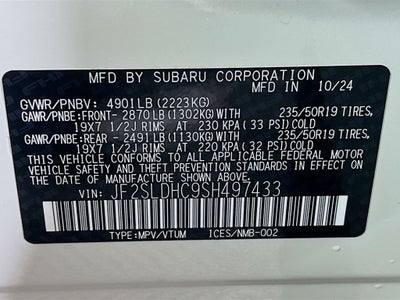 MFD. BY SUBARU CORPORATION 10/24
GVWR/PNBV: 4901LB(2223KG)
GAWR/PNBE:FRONT-2870LB(1302KG)WITH 235/50R19 TIRES,
19X7 1/2J RIMS AT 230 KPA(33 PSI)COLD
GAWR/PNBE:REAR -2491LB(1130KG)WITH 235/50R19 TIRES,
19X7 1/2J RIMS AT 220 KPA(32 PSI)COLD
THIS VEHICLE CONFORMS TO ALL APPLICABLE FEDERAL MOTOR
VEHICLE SAFETY AND THEFT PREVENTION STANDARDS IN EFFECT ON
THE DATE OF MANUFACTURE SHOWN ABOVE.
VIN: JF2SLDHC9SH497433
TYPE:MPV/VTUM ICES/NMB-002